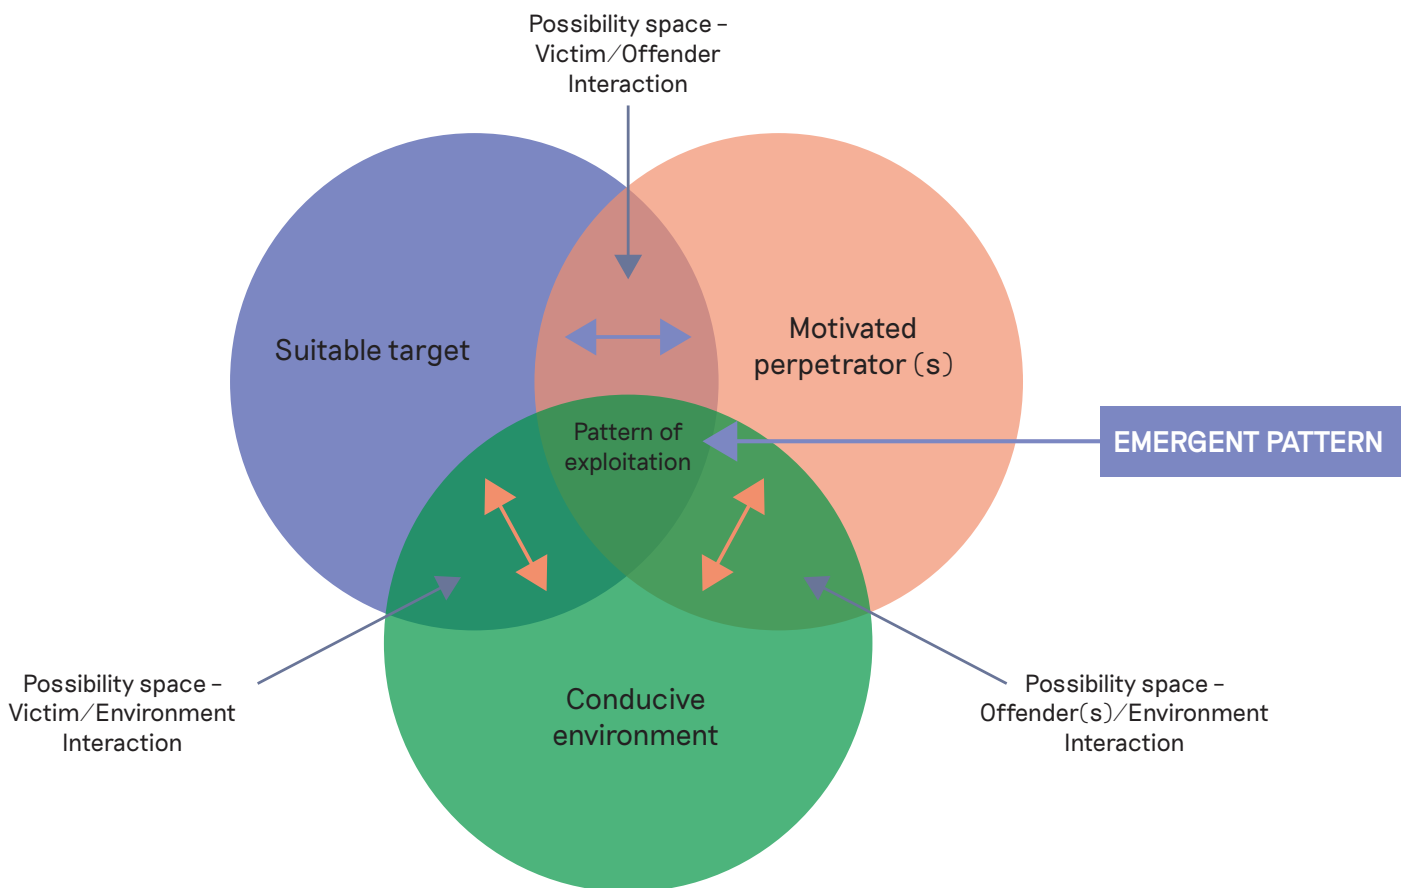 Possibility space –
Victim/Offender
Interaction
Suitable target
Motivated
perpetrator (s)
Pattern of
exploitation
EMERGENT PATTERN
Possibility space –
Victim/Environment
Interaction
Conducive
environment
Possibility space –
Offender(s)/Environment
Interaction